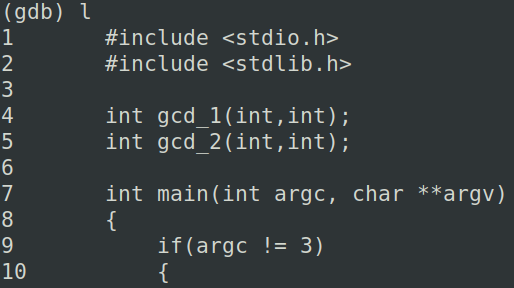 (gdb) l
1       #include <stdio.h>
2       #include <stdlib.h>
3
4       int gcd_1(int,int);
5       int gcd_2(int,int);
6
7       int main(int argc, char **argv)
8       {
9           if(argc != 3)
10          {